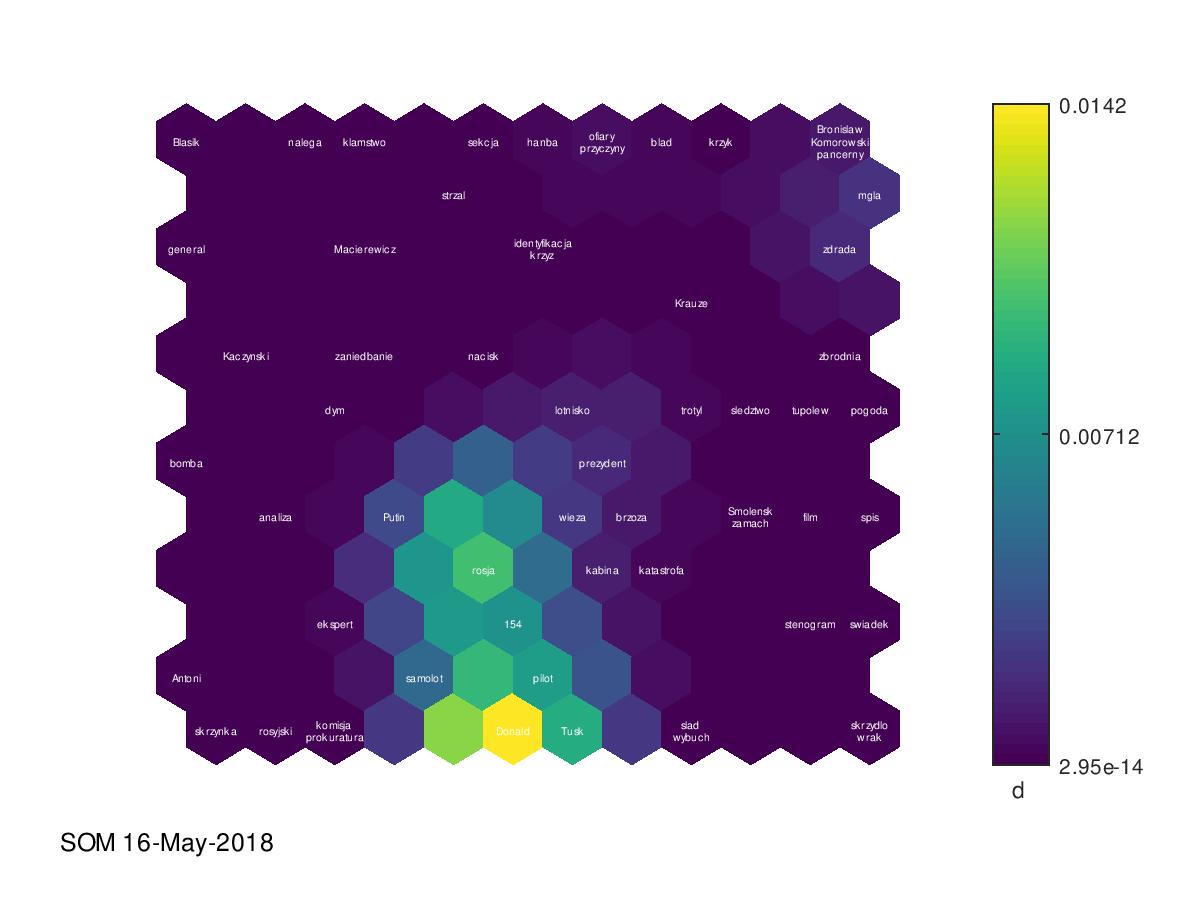 0.0142
Blasik nalega klamstwo sekcja hanba ofiary blad krzyk Bronislaw
przyczyny Komorowski
pancerny
strzal mgla
general Macierewicz identyfikacja zdrada
krzyz
Krauze
Kaczynski zaniedbanie nacisk zbrodnia
dym lotnisko trotyl sledztwo tupolew pogoda
0.00712
bomba prezydent
analiza Putin wieza brzoza Smolensk film spis
zamach
rosja kabina katastrofa
ekspert 154 stenogram swiadek
Antoni samolot pilot
skrzynka rosyjski komisja Donald Tusk slad skrzydlo
prokuratura wybuch wrak
2.95e-14
d
SOM 16-May-2018